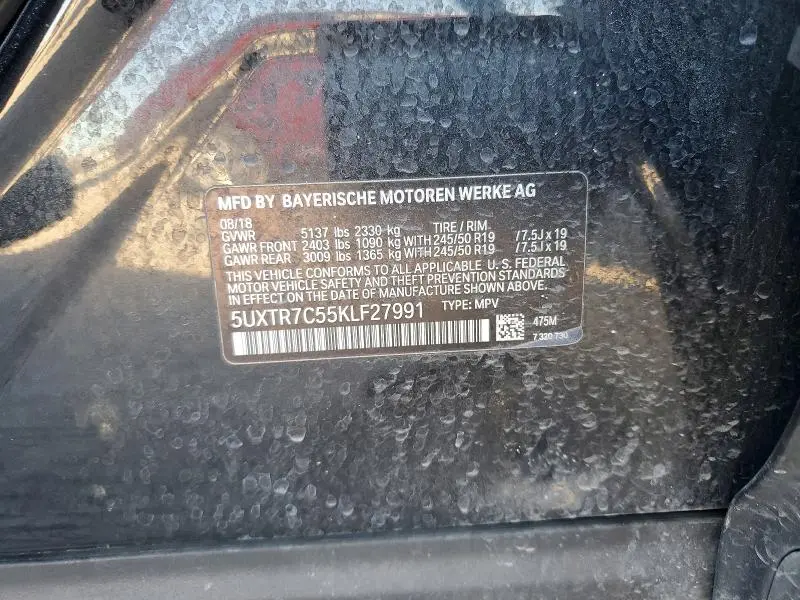 MFD BY BAYERISCHE MOTOREN WERKE AG
08/18
GVWR 5137 lbs 2330 kg TIRE / RIM
GAWR FRONT 2403 lbs 1090 kg WITH 245/50 R19 /7.5J x 19
GAWR REAR 3009 lbs 1365 kg WITH 245/50 R19 /7.5J x 19
THIS VEHICLE CONFORMS TO ALL APPLICABLE U.S. FEDERAL
MOTOR VEHICLE SAFETY AND THEFT PREVENTION STANDARDS
IN EFFECT ON THE DATE OF MANUFACTURE SHOWN ABOVE.
5UXTR7C55KLF27991 TYPE: MPV
475M
7 320 730